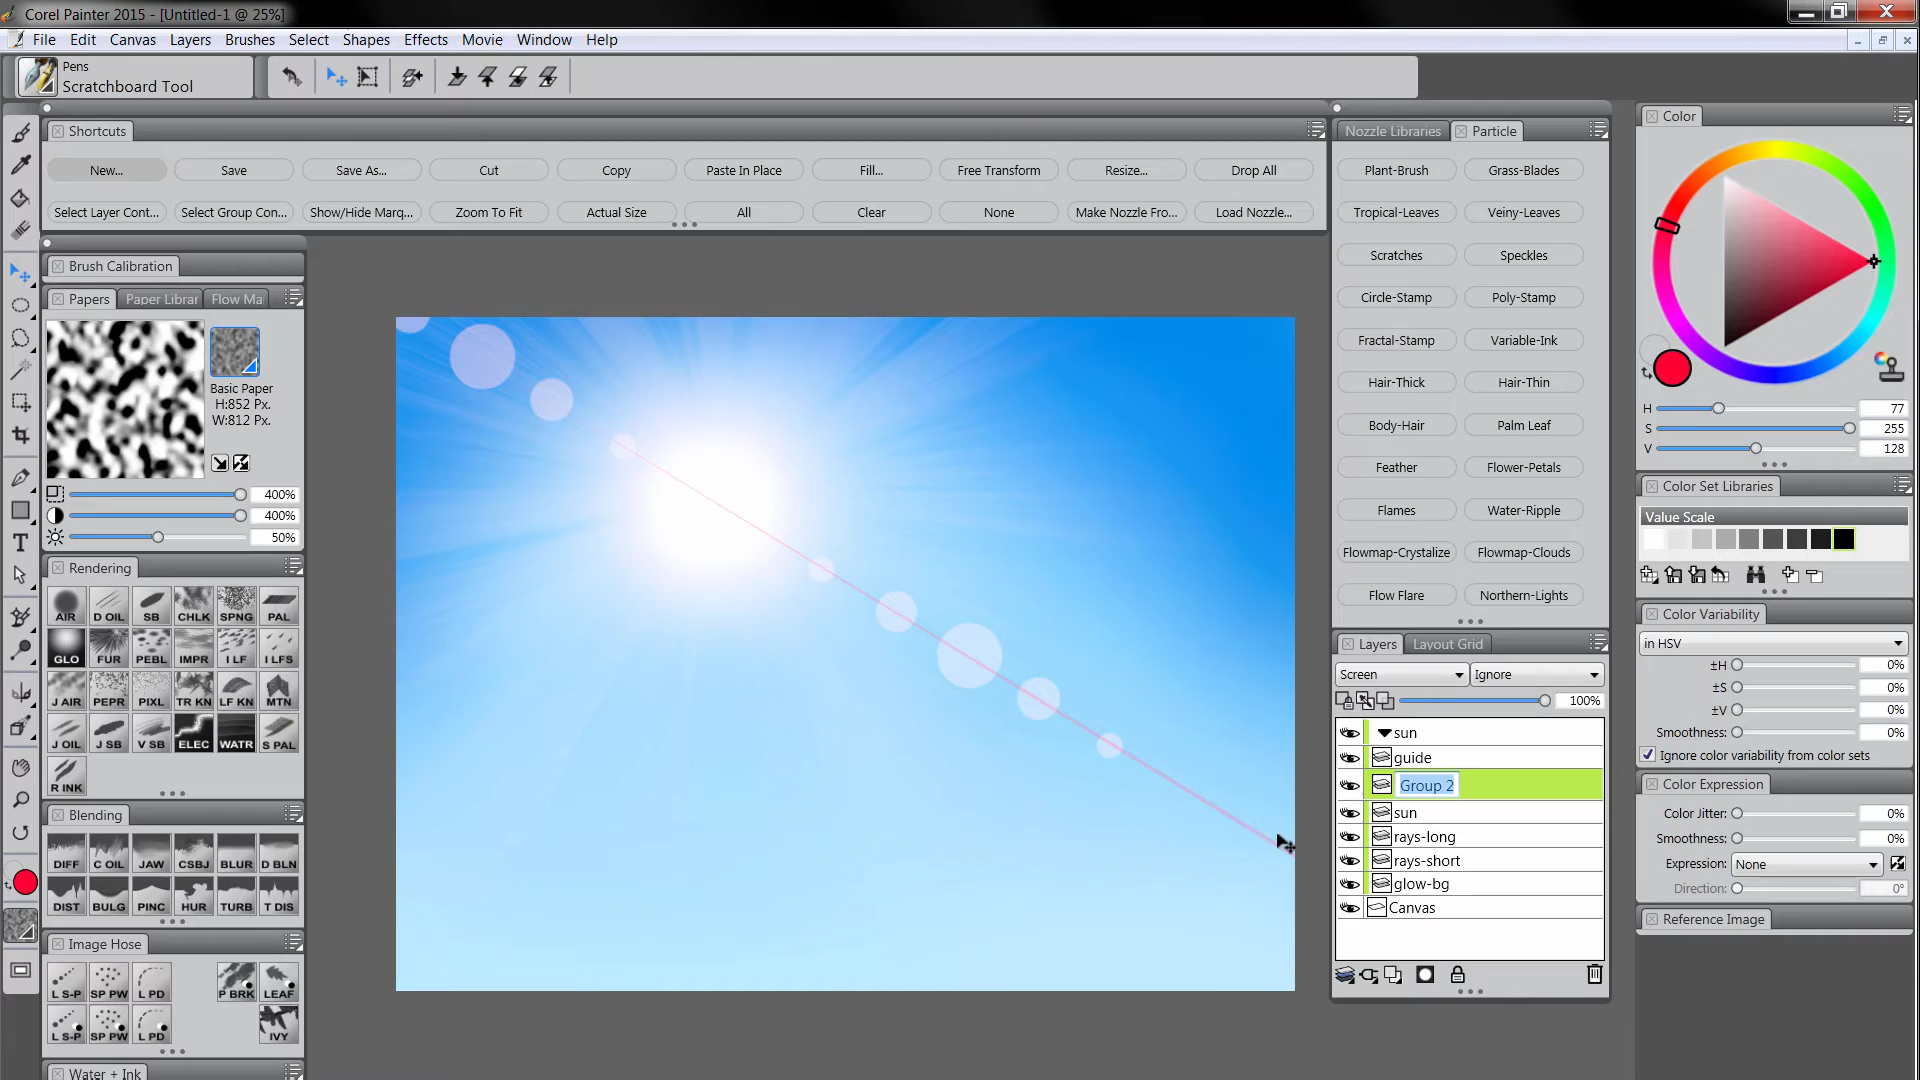 Corel Painter 2015 - [Untitled-1 @ 25%]
File Edit Canvas Layers Brushes Select Shapes Effects Movie Window Help
Pens
Scratchboard Tool
Shortcuts
New... Save Save As... Cut Copy Paste In Place Fill... Free Transform Resize... Drop All
Select Layer Cont... Select Group Con... Show/Hide Marq... Zoom To Fit Actual Size All Clear None Make Nozzle Fro... Load Nozzle...
Brush Calibration
Papers Paper Librar Flow Ma
Basic Paper
H:852 Px.
W:812 Px.
400%
400%
50%
Rendering
AIR D OIL SB CHLK SPNG PAL
GLO FUR PEBL IMPR I LF I LFS
J AIR PEPR PIXL TR KN LF KN MTN
J OIL J SB V SB ELEC WATR S PAL
R INK
Blending
DIFF C OIL JAW CSBJ BLUR D BLN
DIST BULG PINC HUR TURB T DIS
Image Hose
L S-P SP PW L PD P BRK LEAF
L S-P SP PW L PD IVY
Water + Ink
Nozzle Libraries Particle
Plant-Brush Grass-Blades
Tropical-Leaves Veiny-Leaves
Scratches Speckles
Circle-Stamp Poly-Stamp
Fractal-Stamp Variable-Ink
Hair-Thick Hair-Thin
Body-Hair Palm Leaf
Feather Flower-Petals
Flames Water-Ripple
Flowmap-Crystalize Flowmap-Clouds
Flow Flare Northern-Lights
Layers Layout Grid
Screen Ignore
100%
sun
guide
Group 2
sun
rays-long
rays-short
glow-bg
Canvas
Color
H 77
S 255
V 128
Color Set Libraries
Value Scale
Color Variability
in HSV
±H 0%
±S 0%
±V 0%
Smoothness: 0%
Ignore color variability from color sets
Color Expression
Color Jitter: 0%
Smoothness: 0%
Expression: None
Direction: 0°
Reference Image